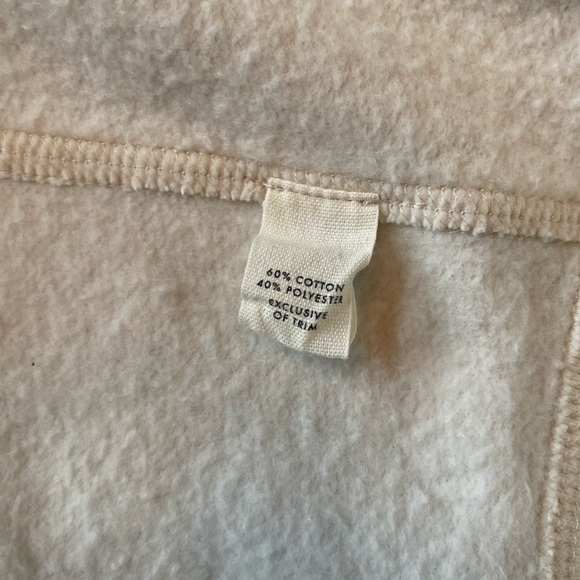 60% COTTON
40% POLYESTER
EXCLUSIVE
OF TRIM